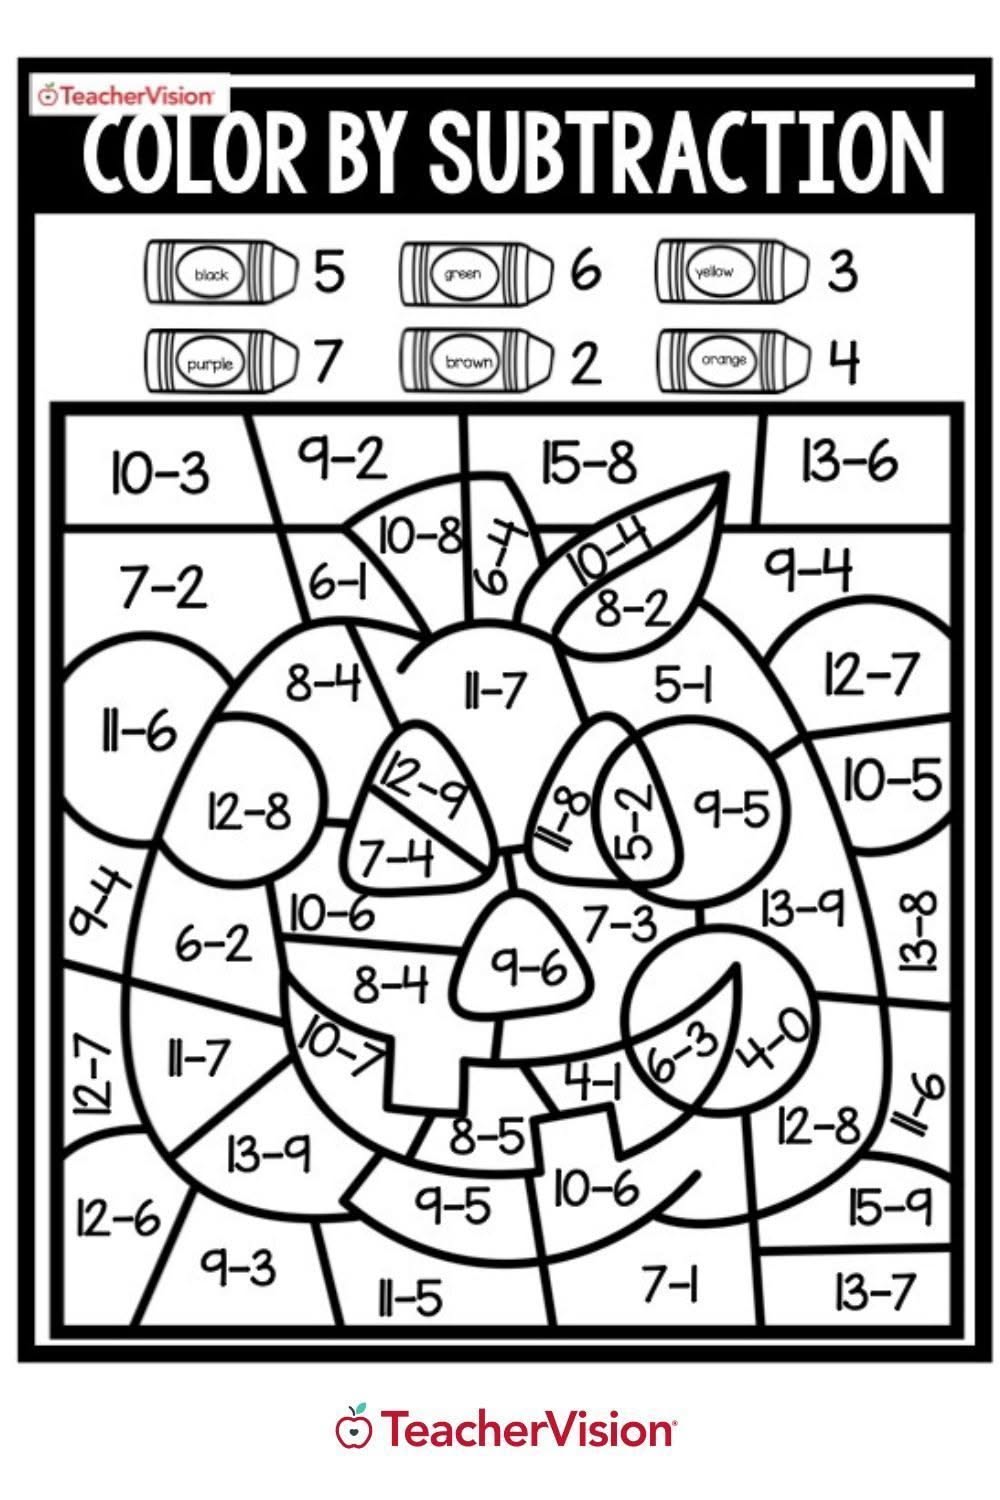 TeacherVision
COLOR BY SUBTRACTION
black 5 green 6 yellow 3
purple 7 brown 2 orange 4
10-3 9-2 15-8 13-6
10-8 6-4 10-4
7-2 6-1 8-2 9-4
8-4 11-7 5-1 12-7
11-6 12-8 12-9 11-8 5-2 9-5 10-5
7-4
9-4 6-2 10-6 7-3 13-9 13-8
8-4 9-6
12-7 11-7 10-7 4-1 6-3 4-0 11-6
13-9 8-5 12-8
12-6 9-5 10-6 15-9
9-3 11-5 7-1 13-7
TeacherVision